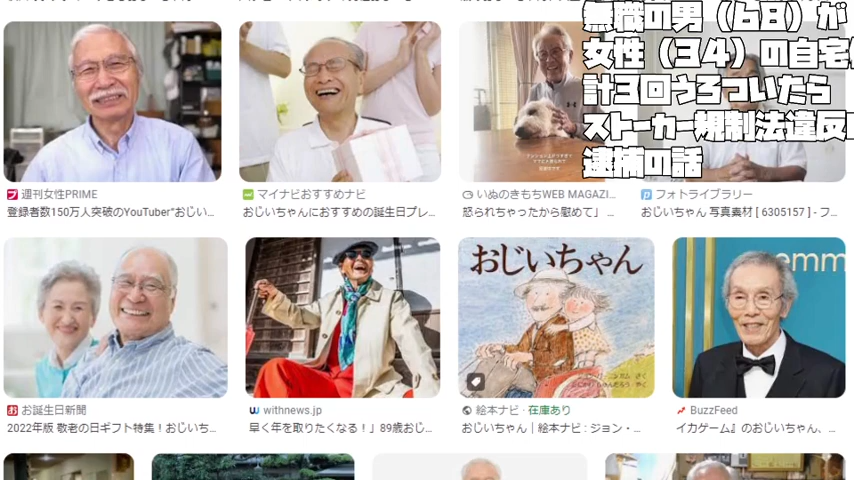 無職の男（68）が
女性（34）の自宅
計3回うろついたら
ストーカー規制法違反
逮捕の話
週刊女性PRIME
登録者数150万人突破のYouTuber“おじい...
マイナビおすすめナビ
おじいちゃんにおすすめの誕生日プレ...
いぬのきもちWEB MAGAZI...
怒られちゃったから慰めて」 ...
フォトライブラリー
おじいちゃん 写真素材 [ 6305157 ] - フ...
おじいちゃん
emm
お誕生日新聞
2022年版 敬老の日ギフト特集！おじいち...
withnews.jp
早く年を取りたくなる！」89歳おじ...
絵本ナビ · 在庫あり
おじいちゃん｜絵本ナビ : ジョン・...
BuzzFeed
イカゲーム』のおじいちゃん、...